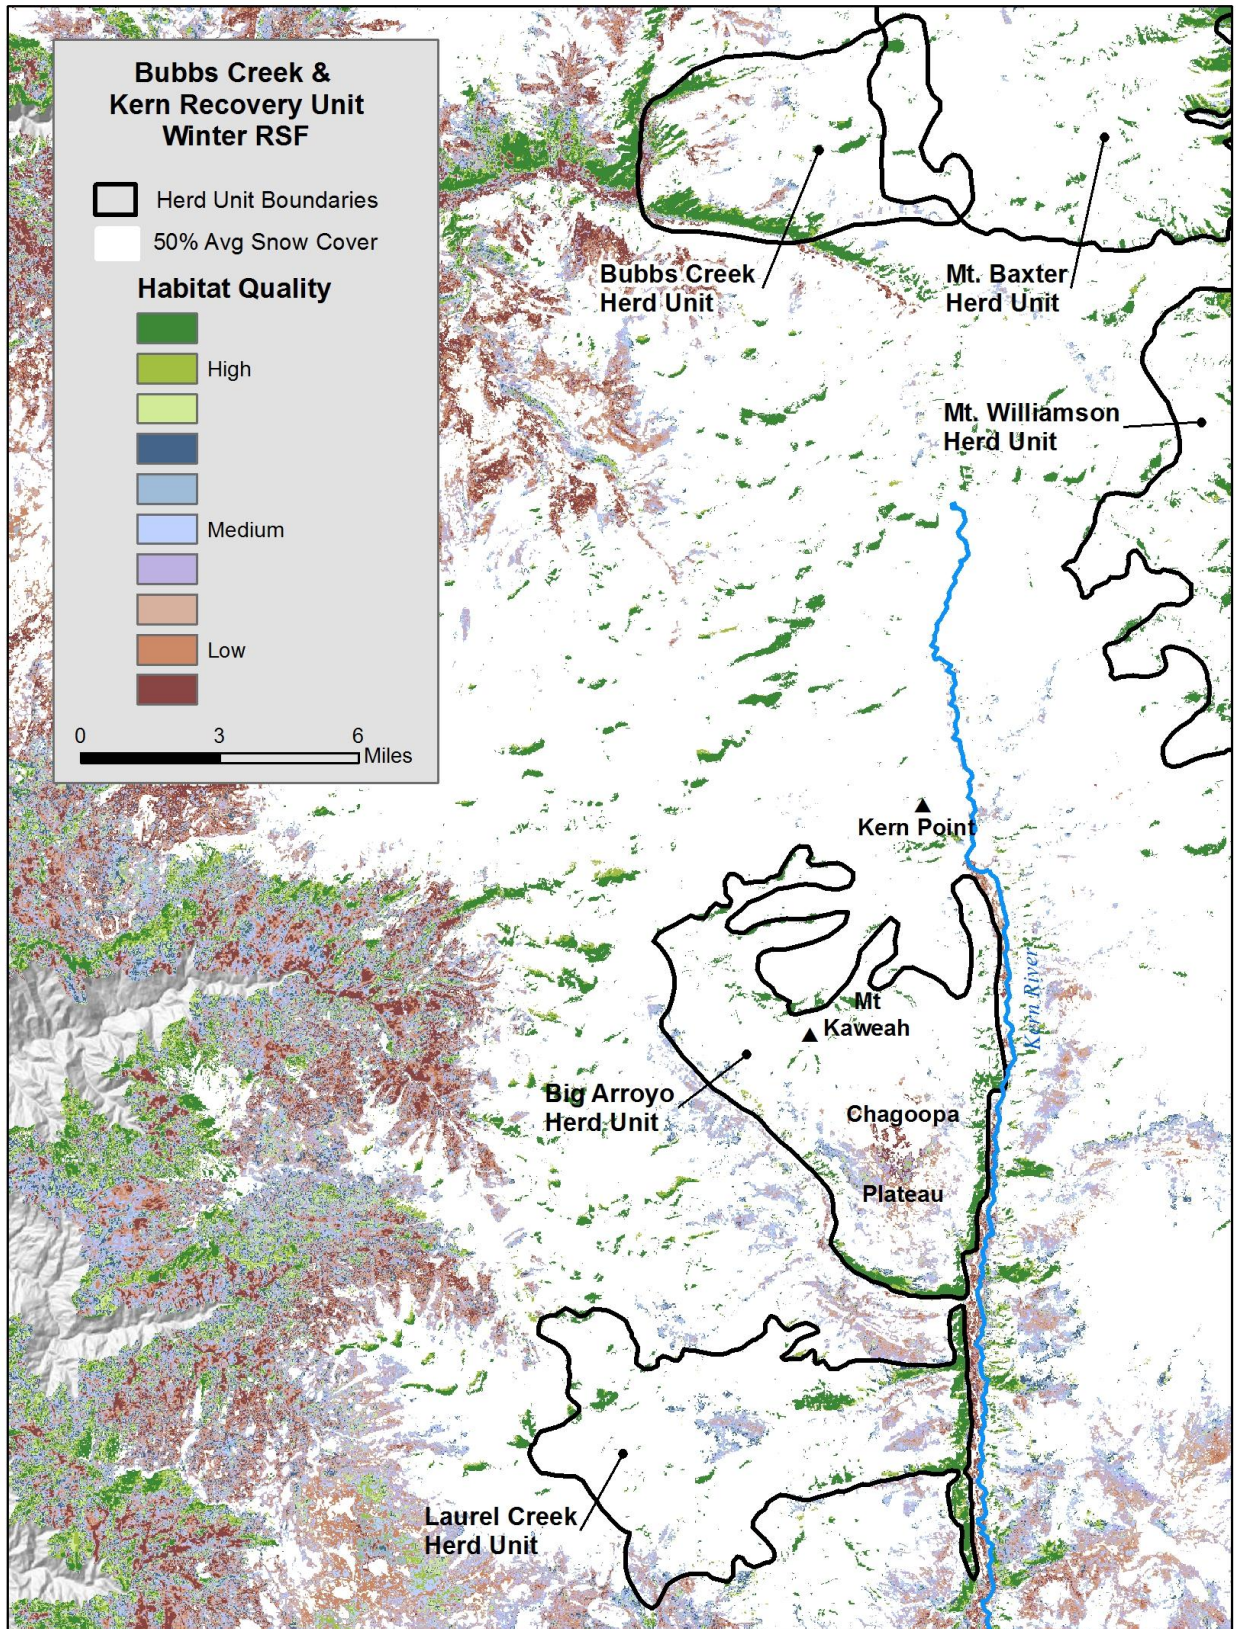 Bubbs Creek &
Kern Recovery Unit
Winter RSF
Herd Unit Boundaries
50% Avg Snow Cover
Habitat Quality
High
Medium
Low
0 3 6
Miles
Bubbs Creek
Herd Unit
Mt. Baxter
Herd Unit
Mt. Williamson
Herd Unit
Kern Point
Kern River
Mt
Kaweah
Big Arroyo
Herd Unit
Chagoopa
Plateau
Laurel Creek
Herd Unit